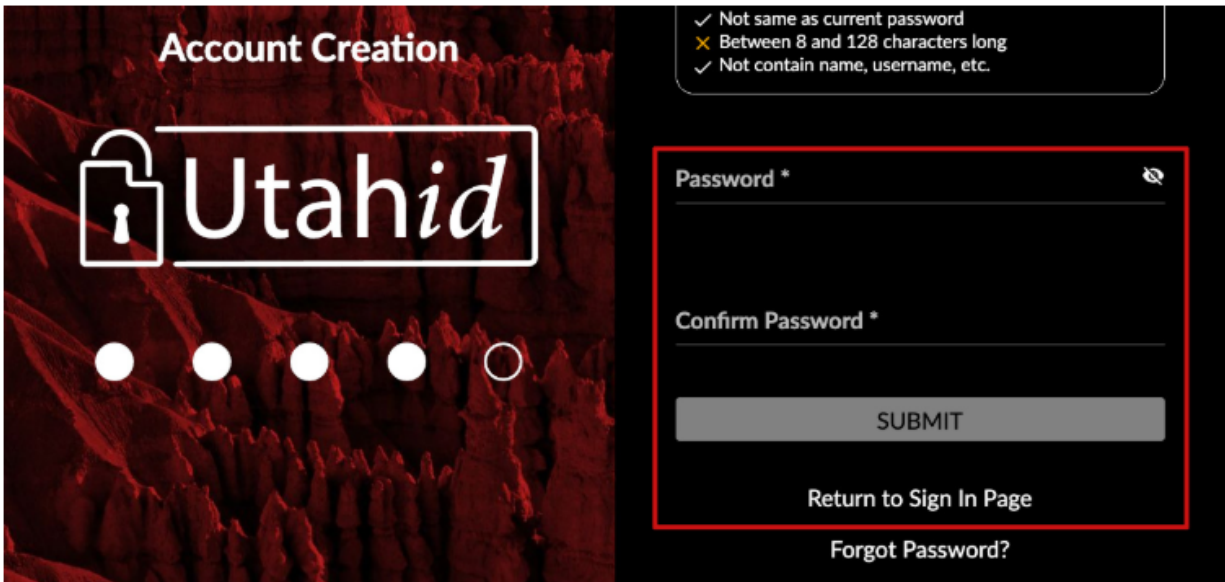 Account Creation
Utahid
Not same as current password
Between 8 and 128 characters long
Not contain name, username, etc.
Password *
Confirm Password *
SUBMIT
Return to Sign In Page
Forgot Password?